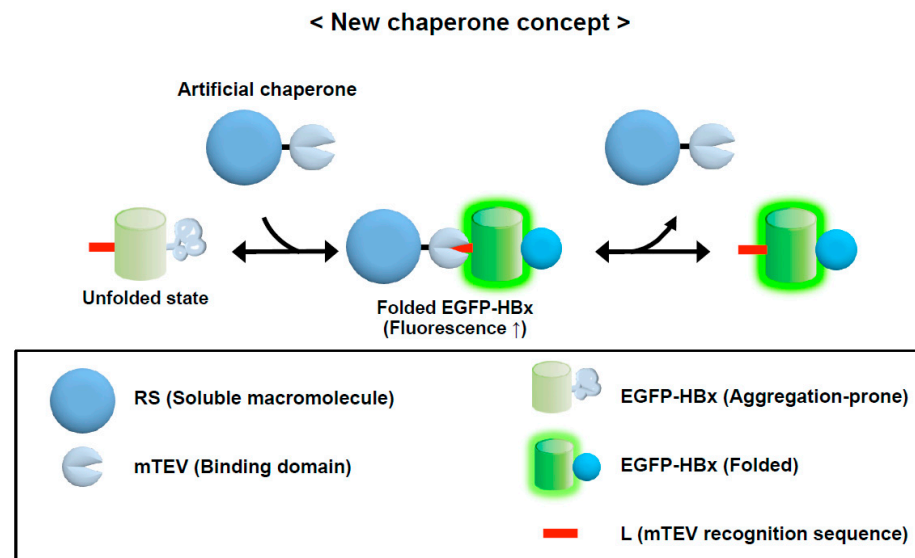 < New chaperone concept >
Artificial chaperone
Unfolded state
Folded EGFP-HBx
(Fluorescence ↑)
RS (Soluble macromolecule)
EGFP-HBx (Aggregation-prone)
mTEV (Binding domain)
EGFP-HBx (Folded)
L (mTEV recognition sequence)